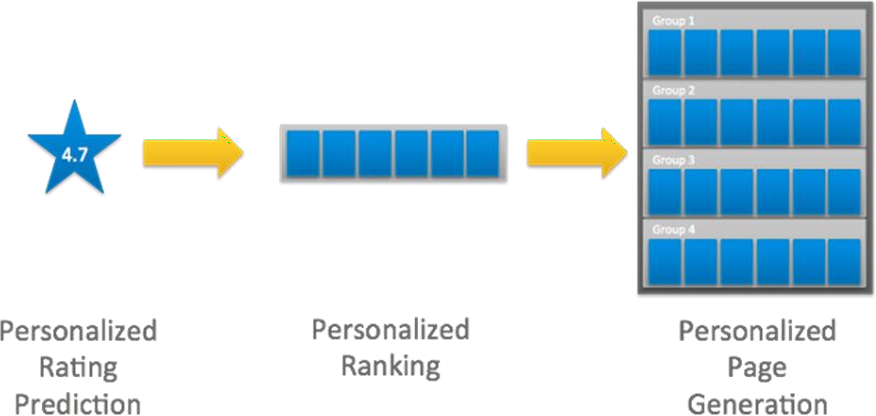 4.7
Group 1
Group 2
Group 3
Group 4
Personalized
Rating
Prediction
Personalized
Ranking
Personalized
Page
Generation